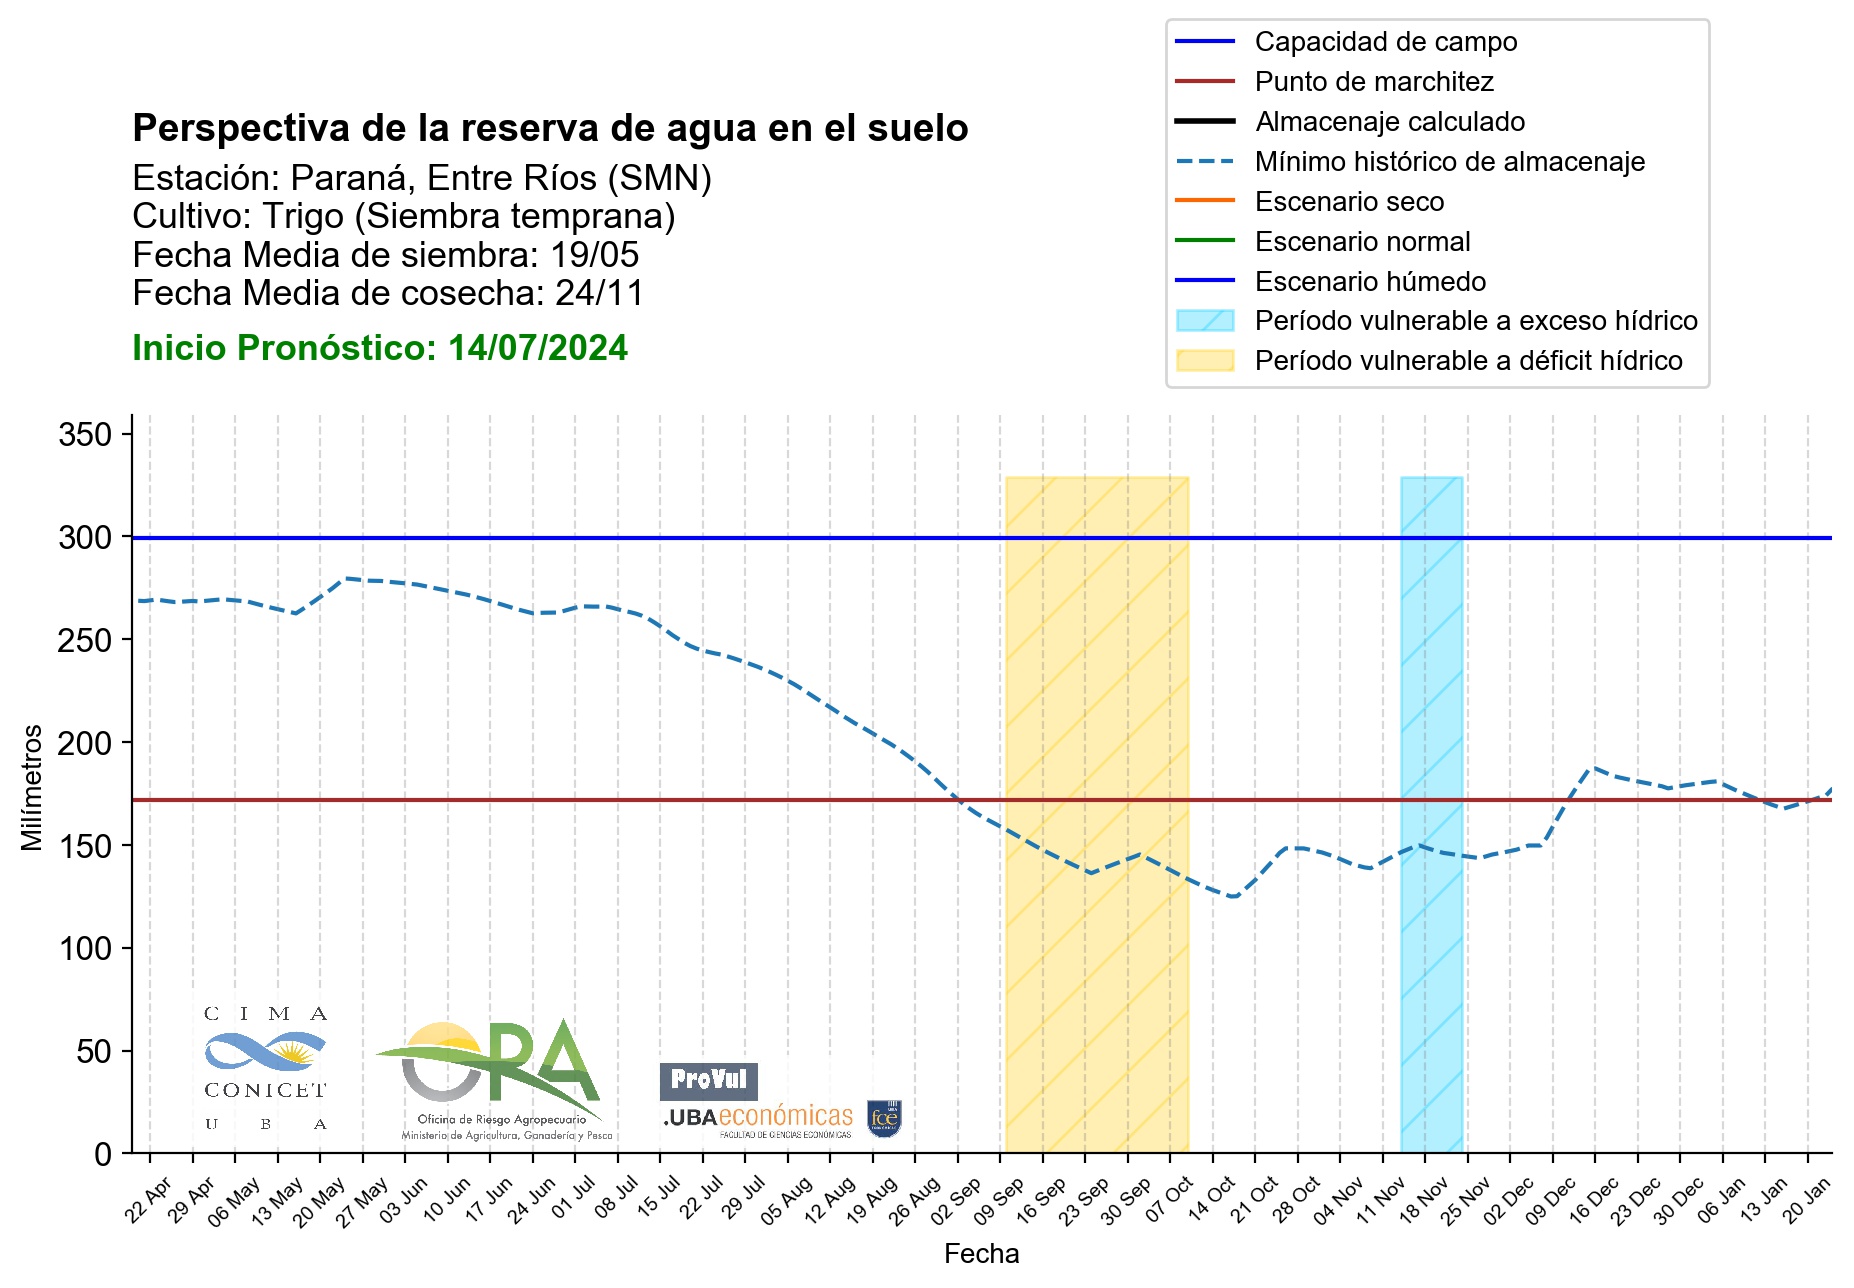 Capacidad de campo
Punto de marchitez
Almacenaje calculado
Mínimo histórico de almacenaje
Escenario seco
Escenario normal
Escenario húmedo
Período vulnerable a exceso hídrico
Período vulnerable a déficit hídrico
Perspectiva de la reserva de agua en el suelo
Estación: Paraná, Entre Ríos (SMN)
Cultivo: Trigo (Siembra temprana)
Fecha Media de siembra: 19/05
Fecha Media de cosecha: 24/11
Inicio Pronóstico: 14/07/2024
350
300
250
200
150
100
50
0
Milímetros
CIMA
CONICET
UBA
ORA
Oficina de Riesgo Agropecuario
Ministerio de Agricultura, Ganadería y Pesca
ProVul
.UBAeconómicas
FACULTAD DE CIENCIAS ECONÓMICAS
fce
22 Apr
29 Apr
06 May
13 May
20 May
27 May
03 Jun
10 Jun
17 Jun
24 Jun
01 Jul
08 Jul
15 Jul
22 Jul
29 Jul
05 Aug
12 Aug
19 Aug
26 Aug
02 Sep
09 Sep
16 Sep
23 Sep
30 Sep
07 Oct
14 Oct
21 Oct
28 Oct
04 Nov
11 Nov
18 Nov
25 Nov
02 Dec
09 Dec
16 Dec
23 Dec
30 Dec
06 Jan
13 Jan
20 Jan
Fecha